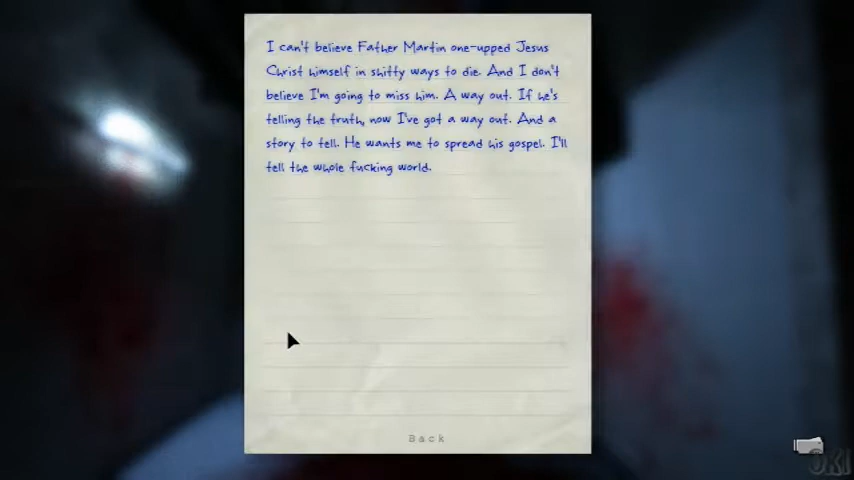 I can't believe Father Martin one-upped Jesus
Christ himself in shitty ways to die. And I don't
believe I'm going to miss him. A way out. If he's
telling the truth, now I've got a way out. And a
story to tell. He wants me to spread his gospel. I'll
tell the whole fucking world.
Back
OKI